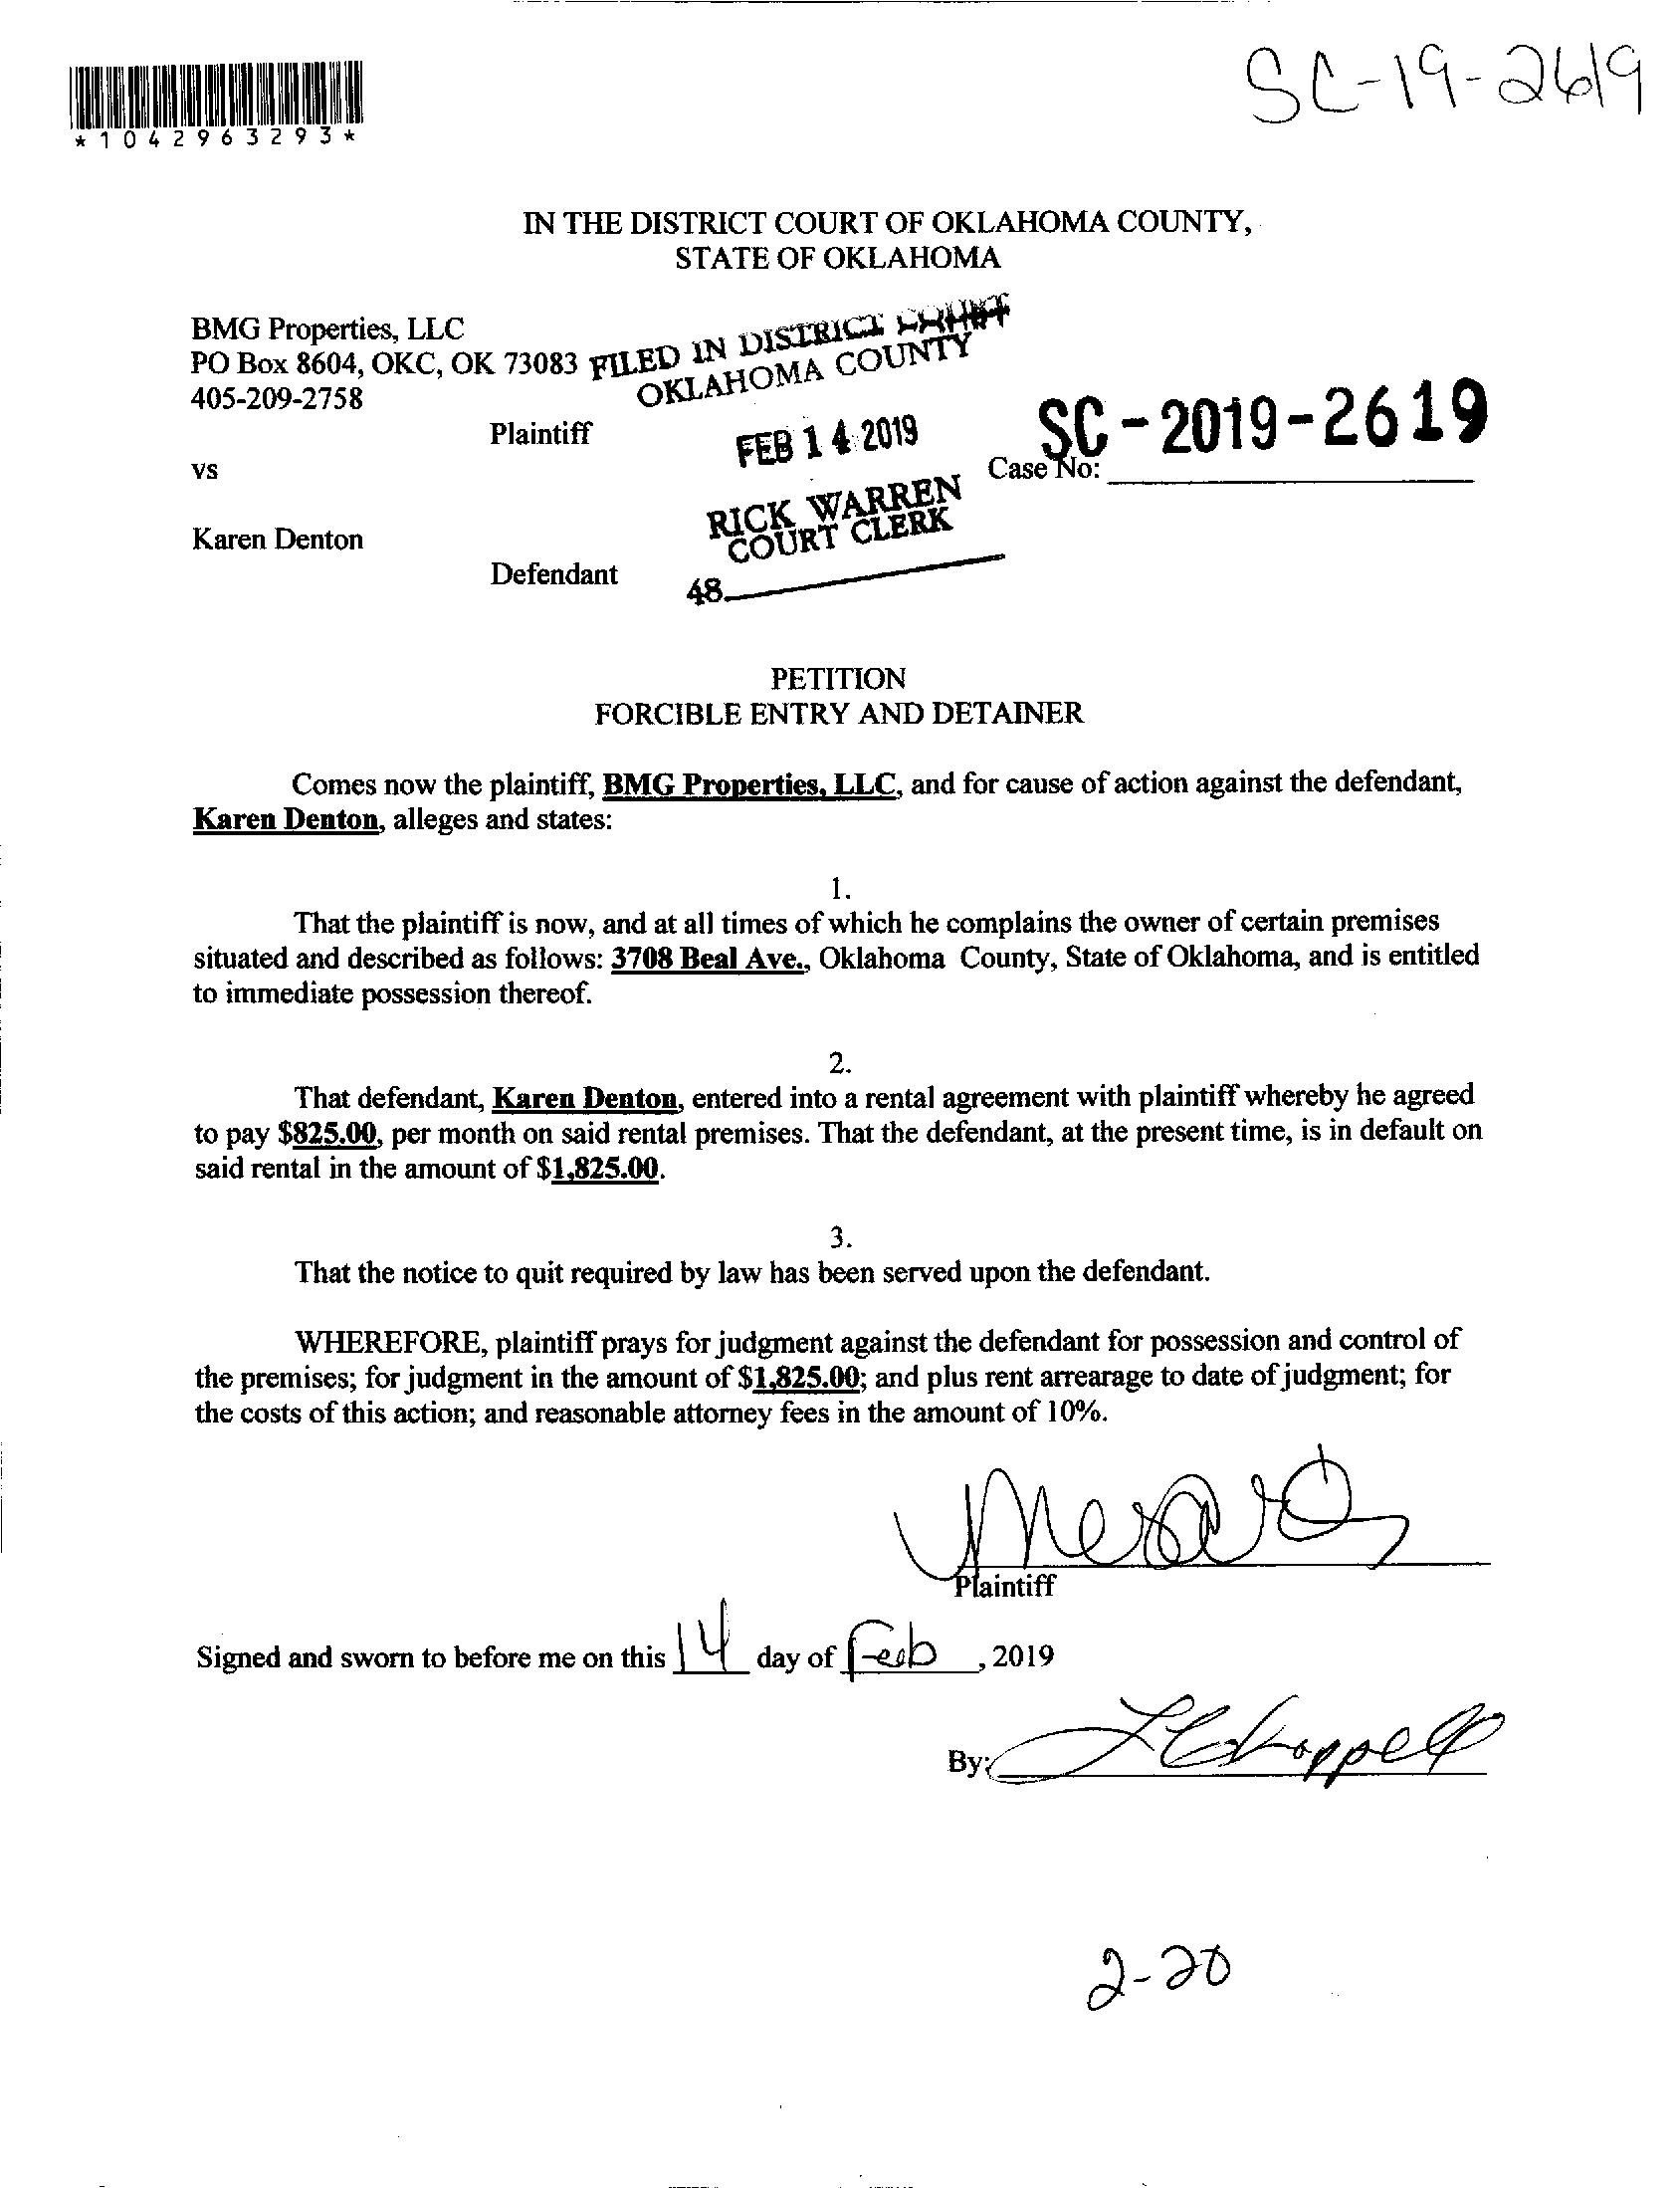 SC-19-2619
*1042963293*
IN THE DISTRICT COURT OF OKLAHOMA COUNTY,
STATE OF OKLAHOMA
BMG Properties, LLC
PO Box 8604, OKC, OK 73083
405-209-2758
Plaintiff
vs
Karen Denton
Defendant
FILED IN DISTRICT COURT
OKLAHOMA COUNTY
FEB 14 2019
RICK WARREN
COURT CLERK
48
SC-2019-2619
Case No:
PETITION
FORCIBLE ENTRY AND DETAINER
Comes now the plaintiff, BMG Properties, LLC, and for cause of action against the defendant,
Karen Denton, alleges and states:
1.
That the plaintiff is now, and at all times of which he complains the owner of certain premises
situated and described as follows: 3708 Beal Ave., Oklahoma County, State of Oklahoma, and is entitled
to immediate possession thereof.
2.
That defendant, Karen Denton, entered into a rental agreement with plaintiff whereby he agreed
to pay $825.00, per month on said rental premises. That the defendant, at the present time, is in default on
said rental in the amount of $1,825.00.
3.
That the notice to quit required by law has been served upon the defendant.
WHEREFORE, plaintiff prays for judgment against the defendant for possession and control of
the premises; for judgment in the amount of $1,825.00; and plus rent arrearage to date of judgment; for
the costs of this action; and reasonable attorney fees in the amount of 10%.
Plaintiff
Signed and sworn to before me on this 14 day of Feb, 2019
By:
2-20